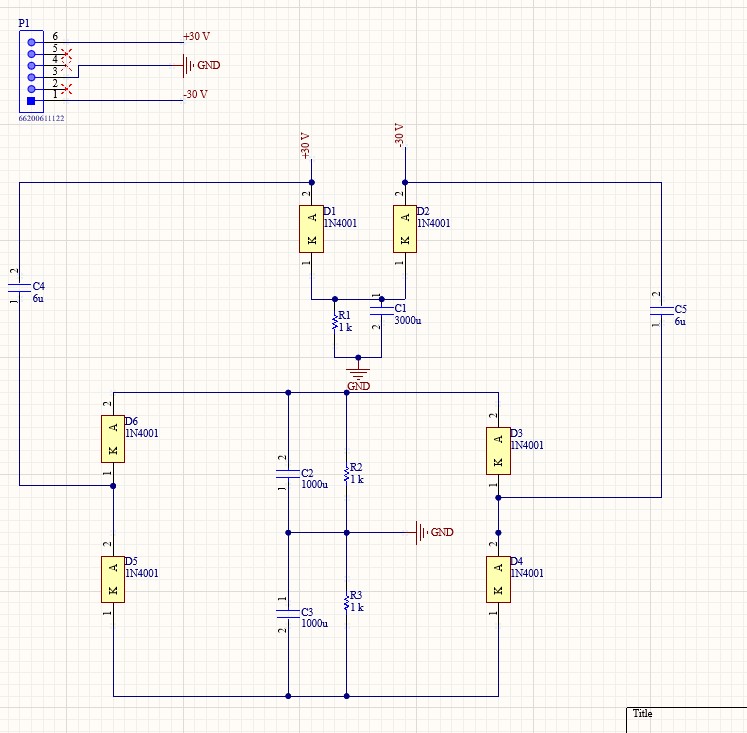 P1
6
+30 V
5
4
GND
3
2
1
-30 V
66200611122
+30 V
-30 V
2
2
A
D1
1N4001
K
1
A
D2
1N4001
K
1
2
C4
6u
1
2
C5
6u
1
R1
1 k
1
C1
3000u
2
GND
2
D6
1N4001
A
K
1
2
D3
1N4001
A
K
1
2
C2
1000u
1
R2
1 k
GND
2
D5
1N4001
A
K
1
2
D4
1N4001
A
K
1
1
C3
1000u
2
R3
1 k
Title